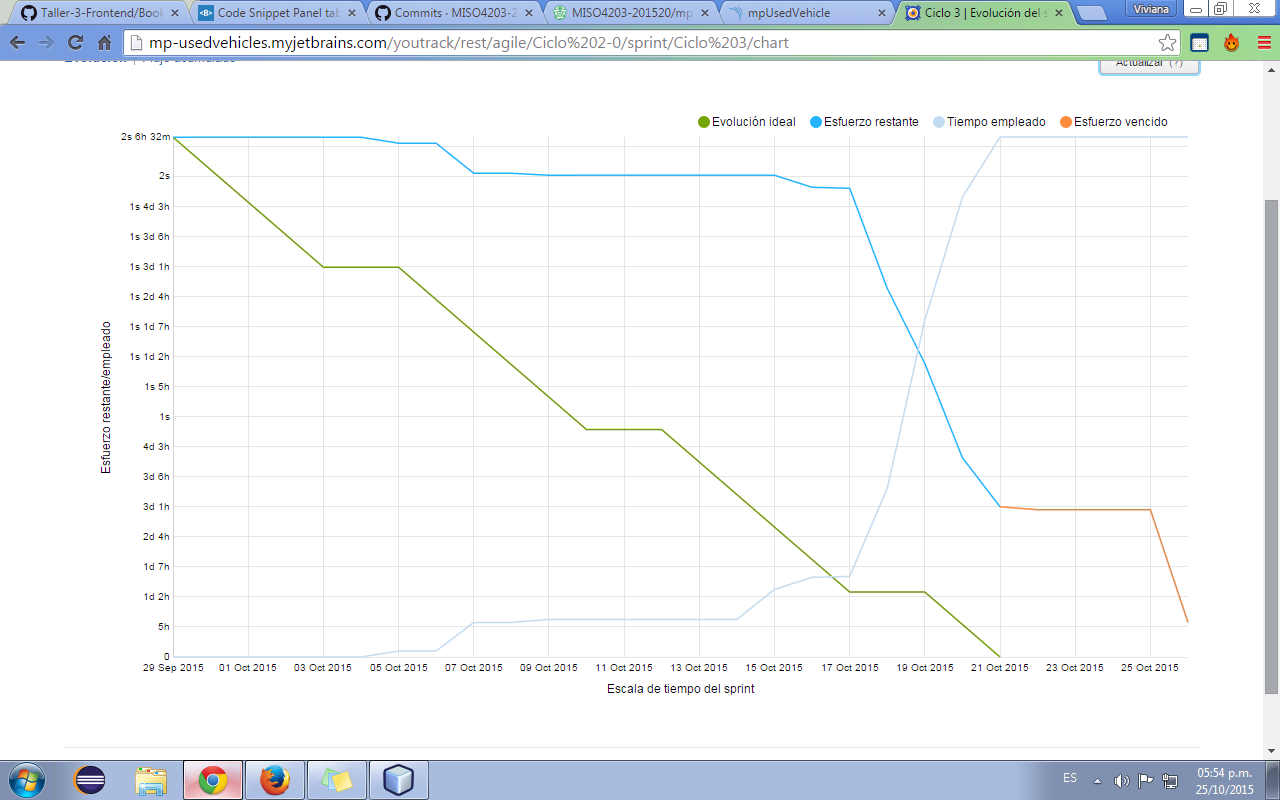 Taller-3-Frontend/Book
Code Snippet Panel tab
Commits · MISO4203-2
MISO4203-201520/mp
mpUsedVehicle
Ciclo 3 | Evolución del s
Viviana
mp-usedvehicles.myjetbrains.com/youtrack/rest/agile/Ciclo%202-0/sprint/Ciclo%203/chart
Evolución | Flujo acumulado
Actualizar (?)
Evolución ideal
Esfuerzo restante
Tiempo empleado
Esfuerzo vencido
2s 6h 32m
2s
1s 4d 3h
1s 3d 6h
1s 3d 1h
1s 2d 4h
1s 1d 7h
1s 1d 2h
1s 5h
1s
4d 3h
3d 6h
3d 1h
2d 4h
1d 7h
1d 2h
5h
0
Esfuerzo restante/empleado
29 Sep 2015
01 Oct 2015
03 Oct 2015
05 Oct 2015
07 Oct 2015
09 Oct 2015
11 Oct 2015
13 Oct 2015
15 Oct 2015
17 Oct 2015
19 Oct 2015
21 Oct 2015
23 Oct 2015
25 Oct 2015
Escala de tiempo del sprint
ES
05:54 p.m.
25/10/2015